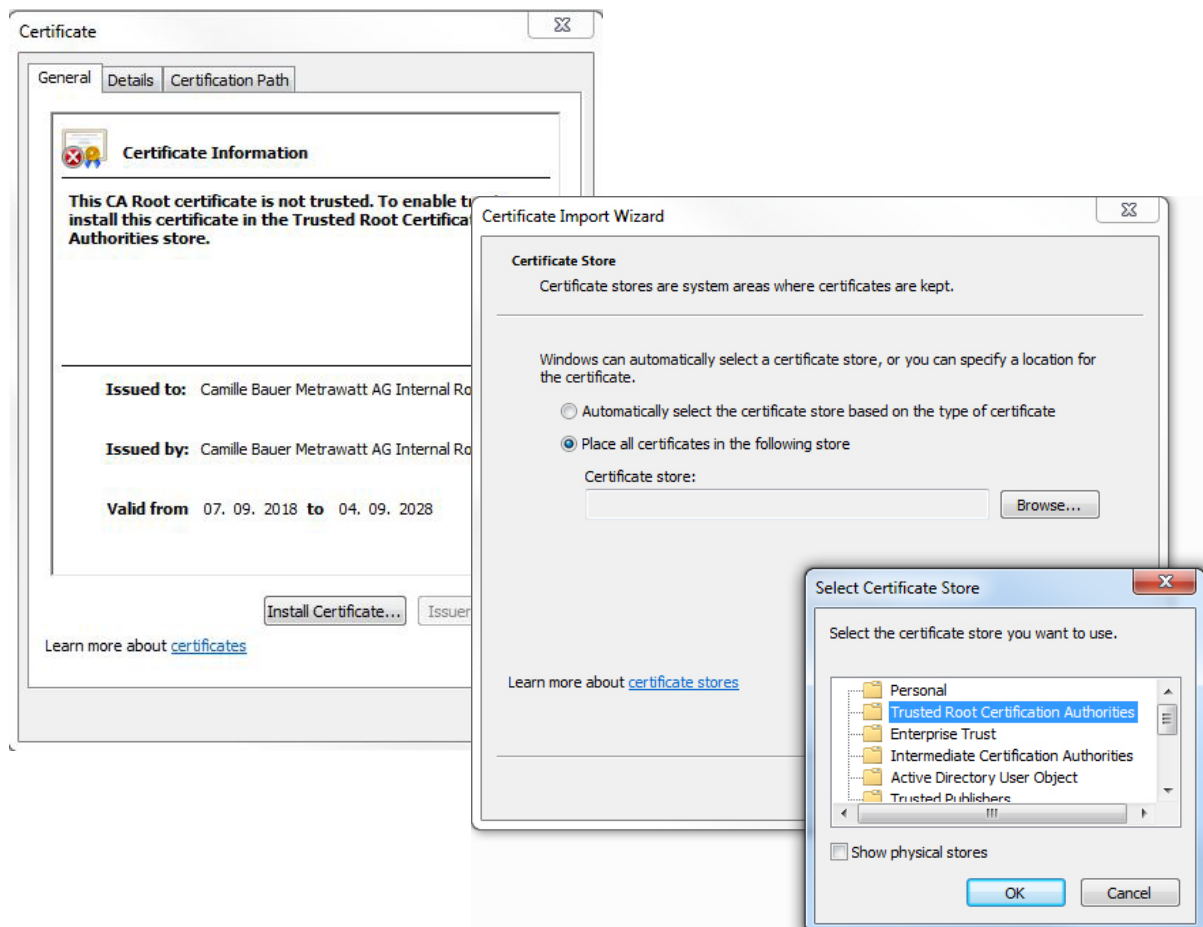 Certificate
General
Details
Certification Path
Certificate Information
This CA Root certificate is not trusted. To enable
install this certificate in the Trusted Root
Authorities store.
Issued to: Camille Bauer Metrawatt AG Internal
Issued by: Camille Bauer Metrawatt AG Internal
Valid from 07. 09. 2018 to 04. 09. 2028
Install Certificate...
Issuer
Learn more about certificates
Certificate Import Wizard
Certificate Store
Certificate stores are system areas where certificates are kept.
Windows can automatically select a certificate store, or you can specify a location for
the certificate.
Automatically select the certificate store based on the type of certificate
Place all certificates in the following store
Certificate store:
Browse...
Learn more about certificate stores
Select Certificate Store
Select the certificate store you want to use.
Personal
Trusted Root Certification Authorities
Enterprise Trust
Intermediate Certification Authorities
Active Directory User Object
Trusted Publishers
Show physical stores
OK
Cancel